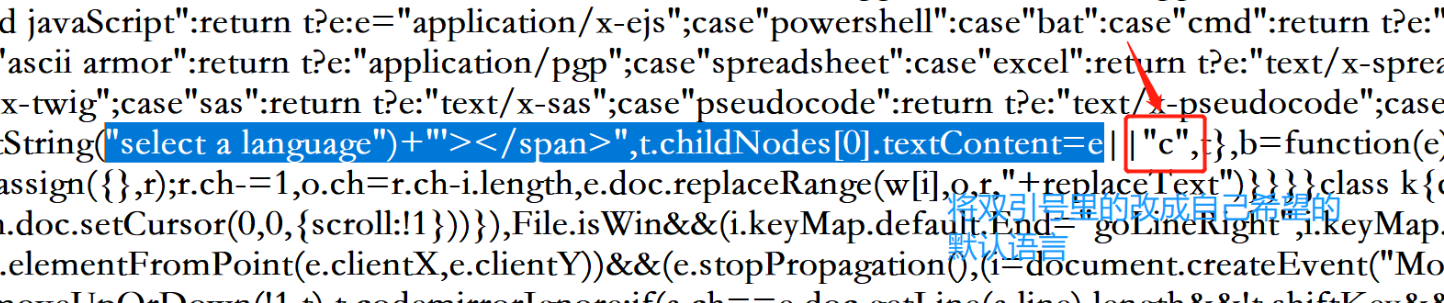 d javaScript":return t?e:e="application/x-ejs";case"powershell":case"bat":case"cmd":return t?e:"
"ascii armor":return t?e:"application/pgp";case"spreadsheet":case"excel":return t?e:"text/x-sprea
x-twig";case"sas":return t?e:"text/x-sas";case"pseudocode":return t?e:"text/x-pseudocode";case
tString("select a language")+"'></span>",t.childNodes[0].textContent=e||"c",t},b=function(e)
assign({},r);r.ch-=1,o.ch=r.ch-i.length,e.doc.replaceRange(w[i],o,r,"+replaceText")}}}}class k{c
将双引号里的改成自己希望的
n.doc.setCursor(0,0,{scroll:!1}))}),File.isWin&&(i.keyMap.default.End="goLineRight",i.keyMap.
默认语言
.elementFromPoint(e.clientX,e.clientY))&&(e.stopPropagation(),(i=document.createEvent("Mo